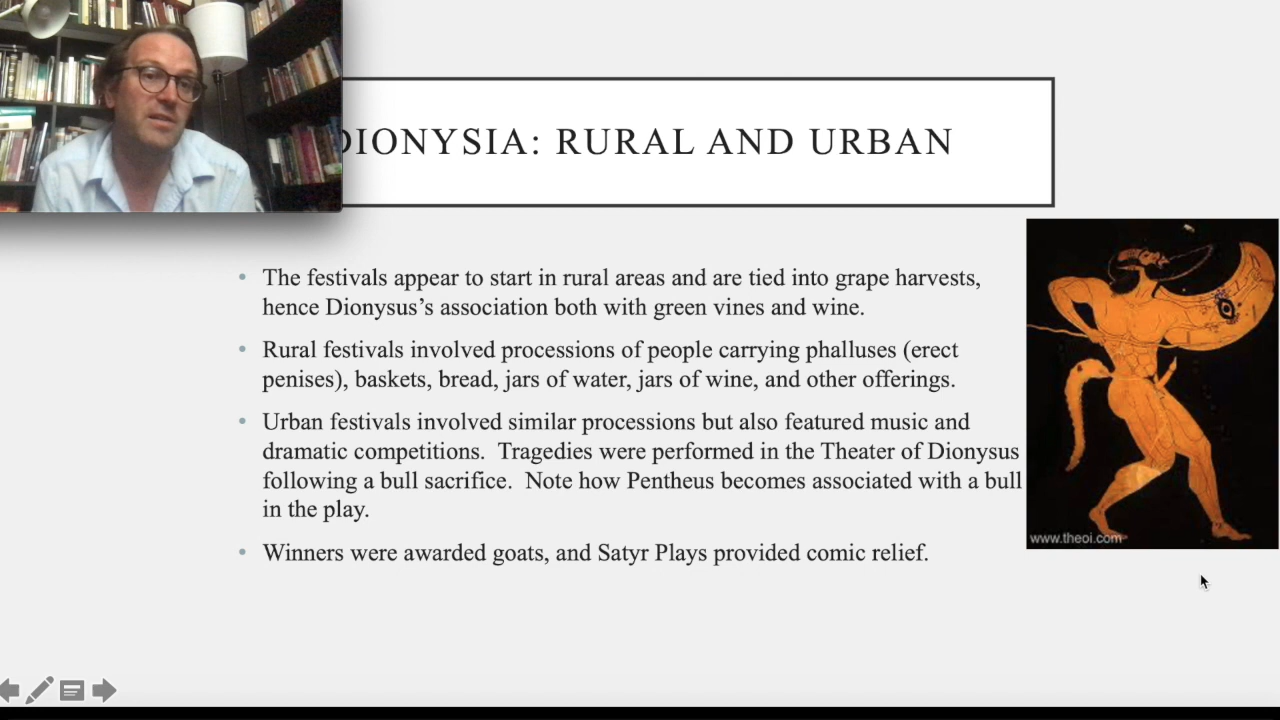 DIONYSIA: RURAL AND URBAN
• The festivals appear to start in rural areas and are tied into grape harvests,
hence Dionysus’s association both with green vines and wine.
• Rural festivals involved processions of people carrying phalluses (erect
penises), baskets, bread, jars of water, jars of wine, and other offerings.
• Urban festivals involved similar processions but also featured music and
dramatic competitions.  Tragedies were performed in the Theater of Dionysus
following a bull sacrifice.  Note how Pentheus becomes associated with a bull
in the play.
• Winners were awarded goats, and Satyr Plays provided comic relief.
www.theoi.com